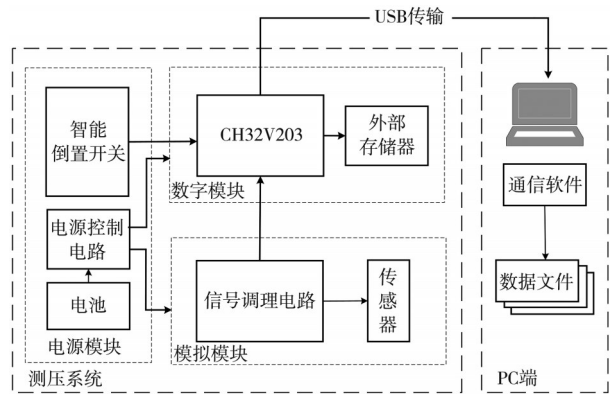 USB传输
智能
倒置开关
CH32V203
外部
存储器
数字模块
电源控制
电路
电池
电源模块
信号调理电路
传
感
器
模拟模块
测压系统
通信软件
数据文件
PC端